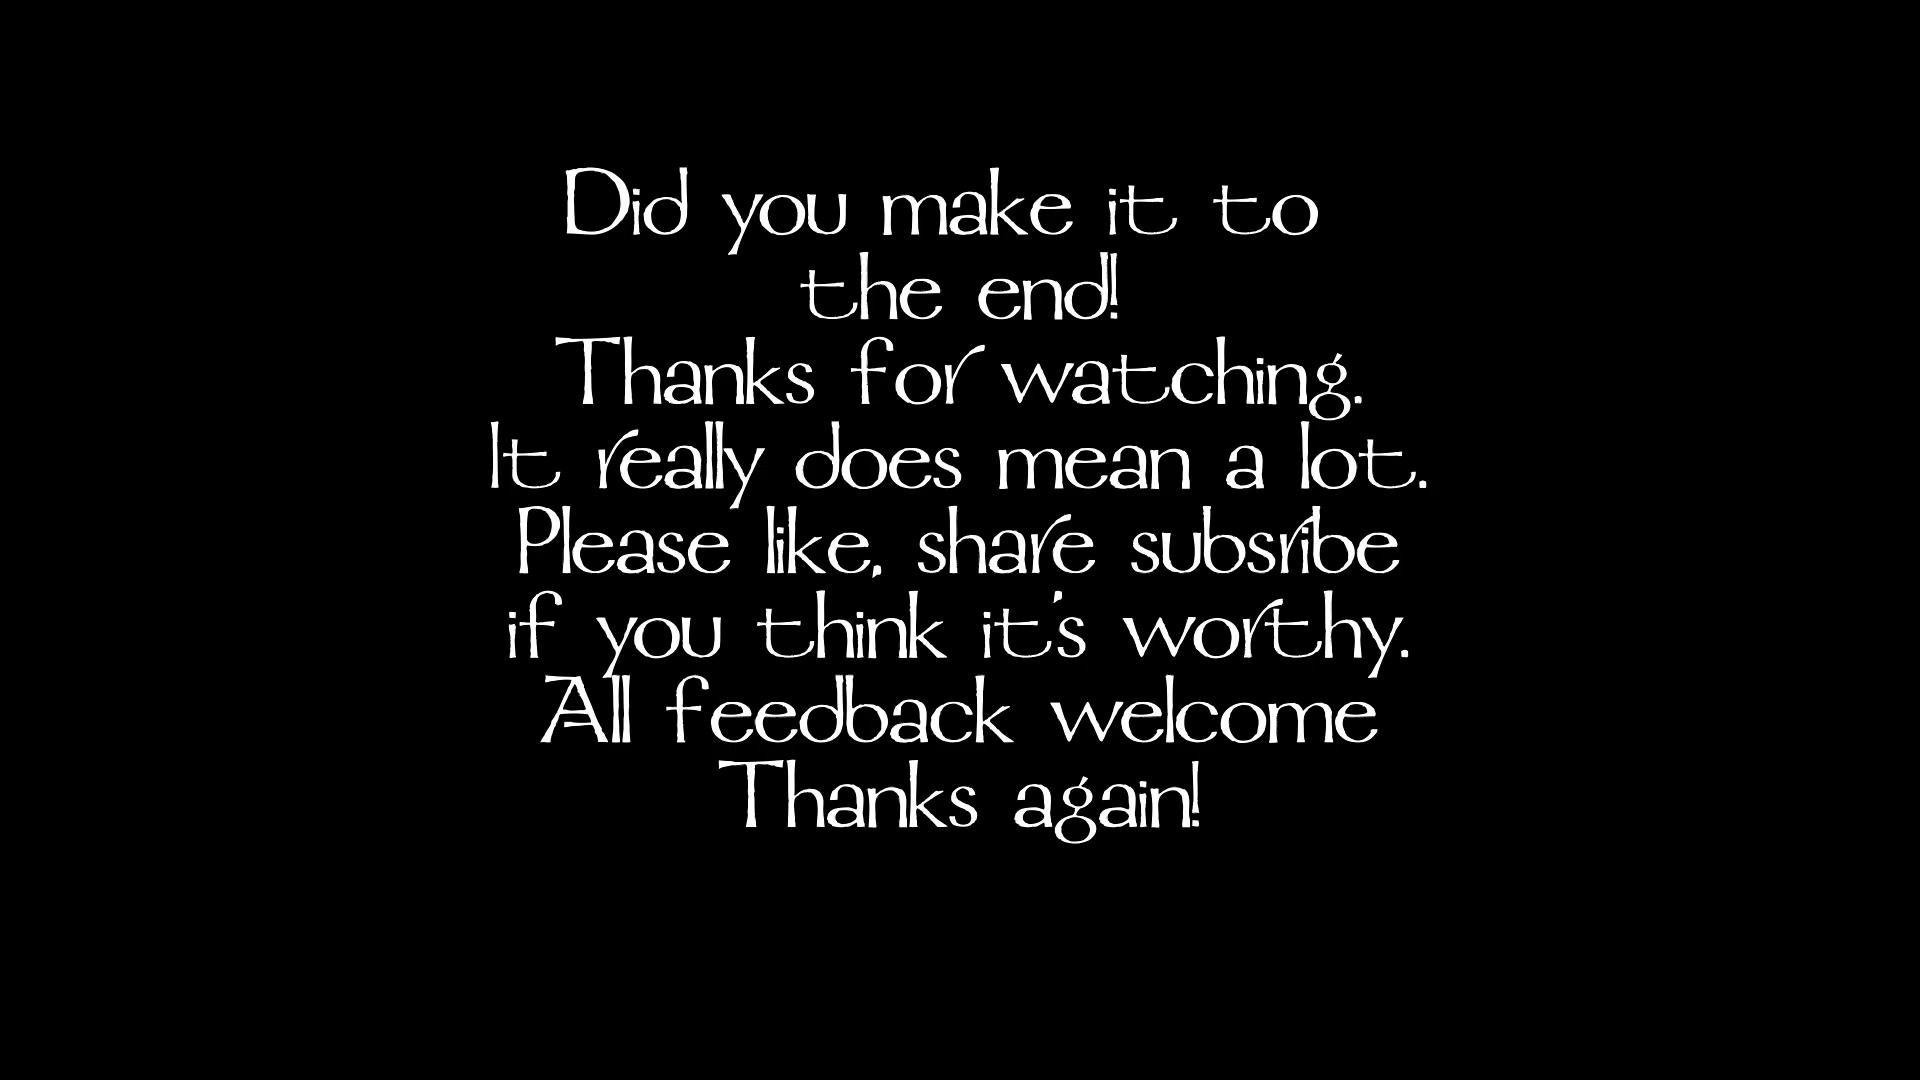 Did you make it to
the end!
Thanks for watching.
It really does mean a lot.
Please like, share subsribe
if you think it's worthy.
All feedback welcome
Thanks again!